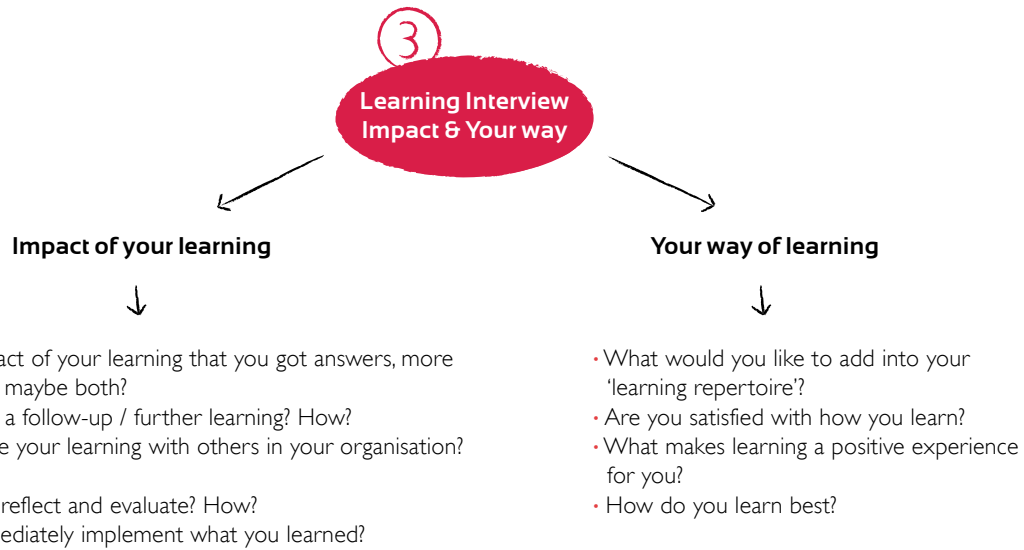 3
Learning Interview
Impact & Your way
Impact of your learning
act of your learning that you got answers, more
maybe both?
a follow-up / further learning? How?
e your learning with others in your organisation?
reflect and evaluate? How?
ediately implement what you learned?
Your way of learning
• What would you like to add into your
'learning repertoire'?
• Are you satisfied with how you learn?
• What makes learning a positive experience
for you?
• How do you learn best?